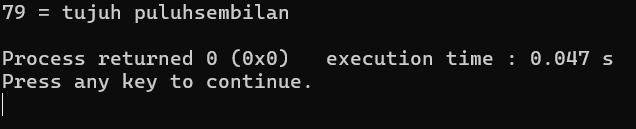 79 = tujuh puluhsembilan
Process returned 0 (0x0)   execution time : 0.047 s
Press any key to continue.